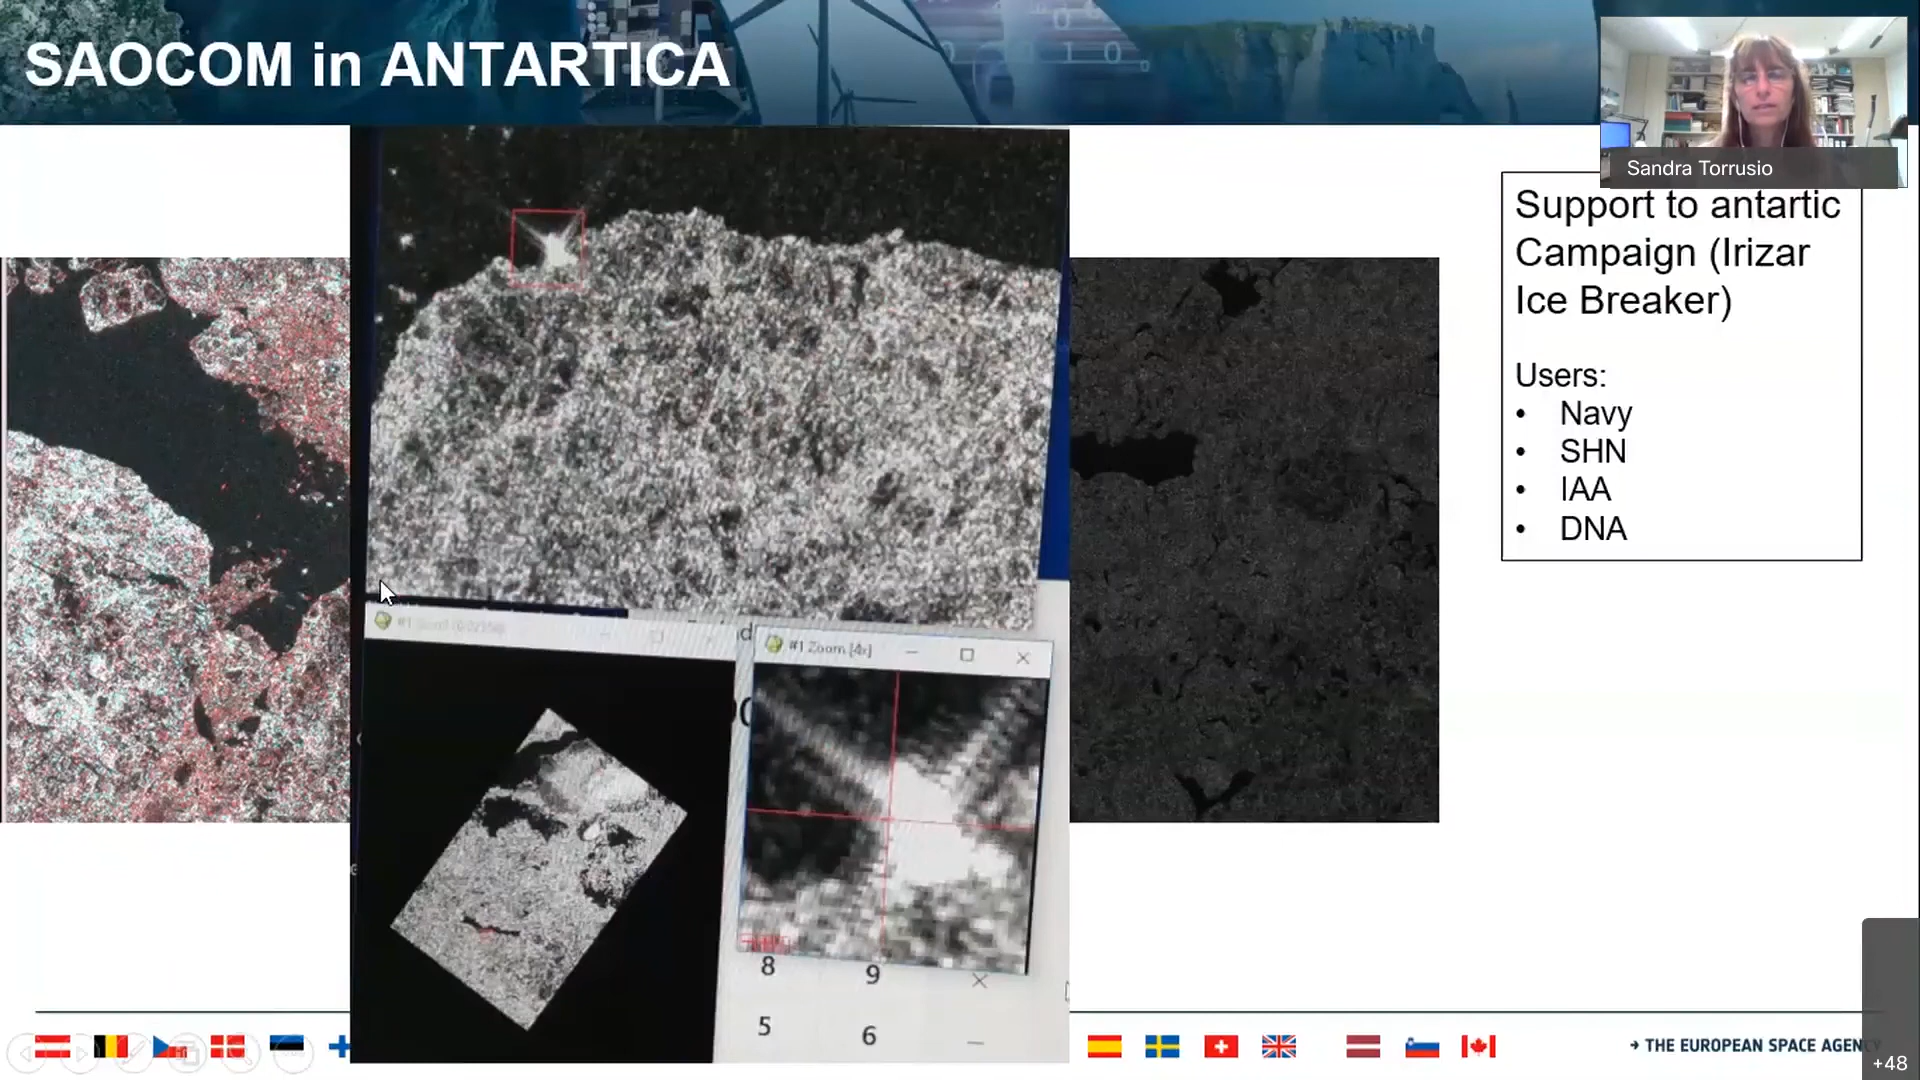 SAOCOM in ANTARTICA
Sandra Torrusio
Support to antartic
Campaign (Irizar
Ice Breaker)
Users:
• Navy
• SHN
• IAA
• DNA
#1 Zoom [4x]
8 9
5 6
→ THE EUROPEAN SPACE AGENCY
+48